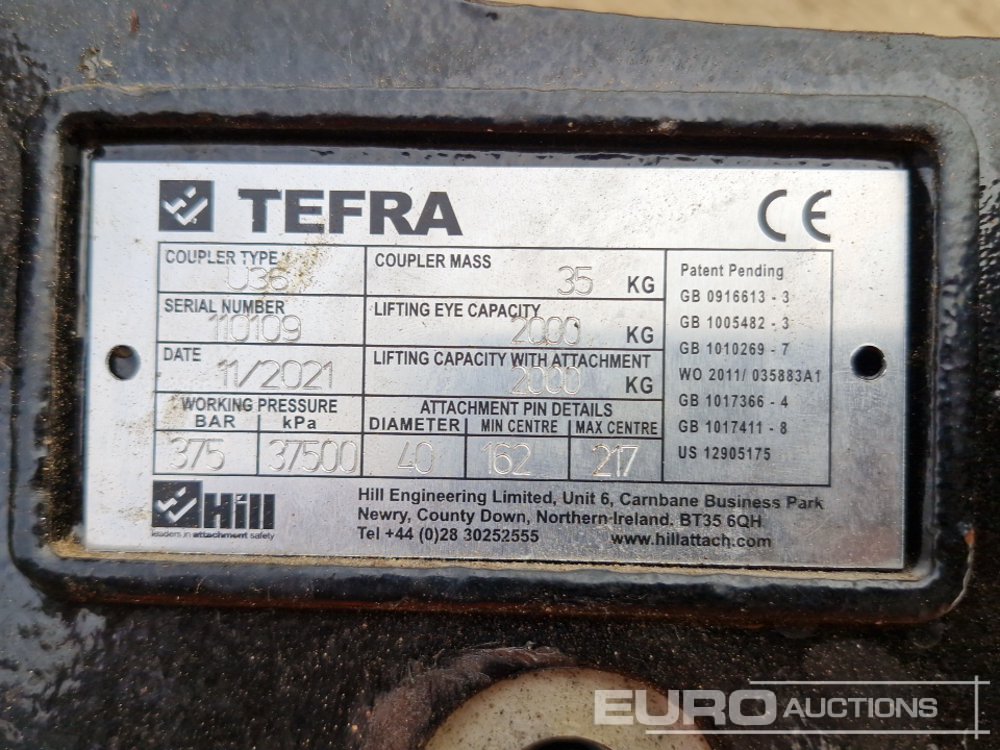 TEFRA CE
COUPLER TYPE U36
COUPLER MASS 35 KG
SERIAL NUMBER 110109
LIFTING EYE CAPACITY 2000 KG
DATE 11/2021
LIFTING CAPACITY WITH ATTACHMENT 2000 KG
WORKING PRESSURE
BAR kPa
375 37500
ATTACHMENT PIN DETAILS
DIAMETER MIN CENTRE MAX CENTRE
40 162 217
Patent Pending
GB 0916613 - 3
GB 1005482 - 3
GB 1010269 - 7
WO 2011/ 035883A1
GB 1017366 - 4
GB 1017411 - 8
US 12905175
Hill
leaders in attachment safety
Hill Engineering Limited, Unit 6, Carnbane Business Park
Newry, County Down, Northern Ireland. BT35 6QH
Tel +44 (0)28 30252555 www.hillattach.com
EURO AUCTIONS